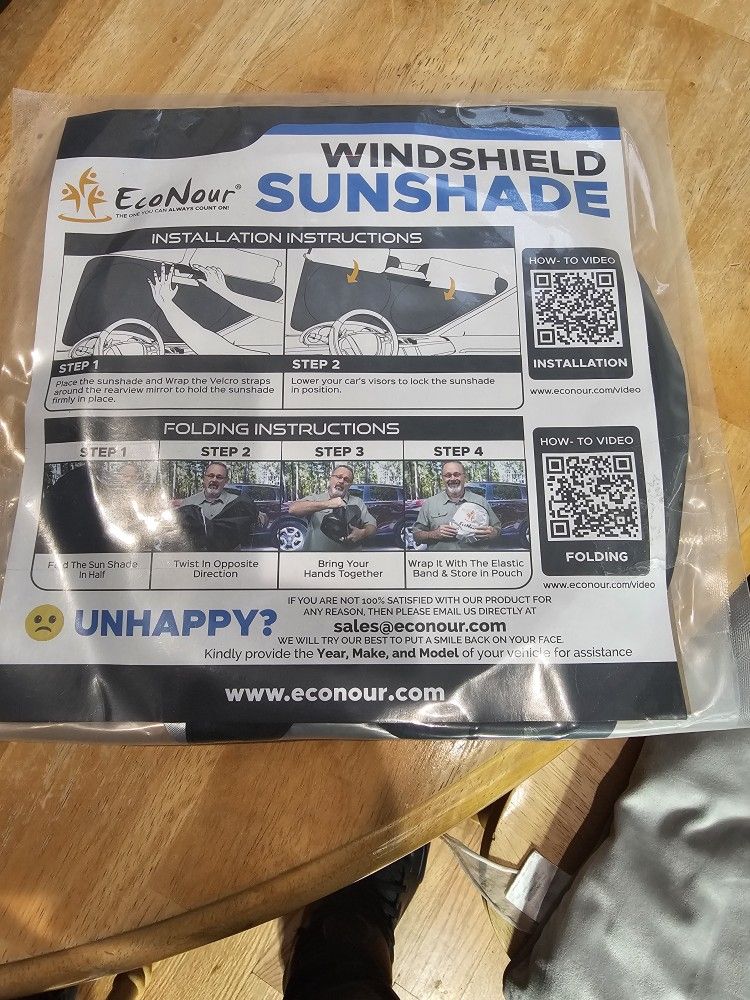 WINDSHIELD
SUNSHADE
EcoNour®
THE ONE YOU CAN ALWAYS COUNT ON!
INSTALLATION INSTRUCTIONS
STEP 1
Place the sunshade and Wrap the Velcro straps
around the rearview mirror to hold the sunshade
firmly in place.
STEP 2
Lower your car's visors to lock the sunshade
in position.
HOW- TO VIDEO
INSTALLATION
www.econour.com/video
FOLDING INSTRUCTIONS
STEP 1
Fold The Sun Shade
In Half
STEP 2
Twist In Opposite
Direction
STEP 3
Bring Your
Hands Together
STEP 4
EcoNour
Wrap It With The Elastic
Band & Store in Pouch
HOW- TO VIDEO
FOLDING
www.econour.com/video
UNHAPPY?
IF YOU ARE NOT 100% SATISFIED WITH OUR PRODUCT FOR
ANY REASON, THEN PLEASE EMAIL US DIRECTLY AT
sales@econour.com
WE WILL TRY OUR BEST TO PUT A SMILE BACK ON YOUR FACE.
Kindly provide the Year, Make, and Model of your vehicle for assistance
www.econour.com